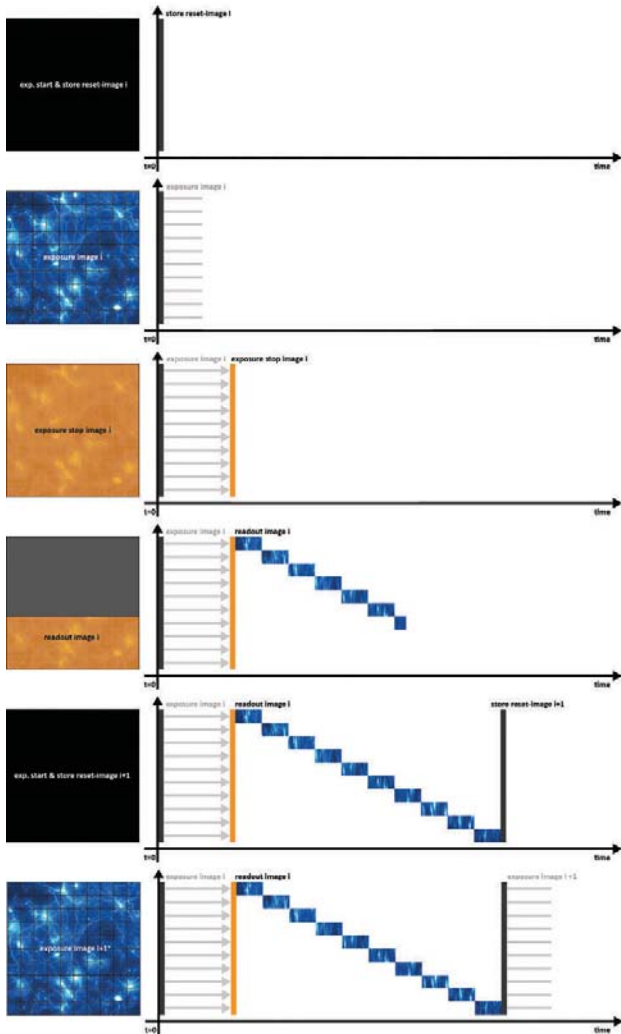 store reset-image i
exp. start & store reset-image i
t=0
time
exposure image i
exposure image i
t=0
time
exposure image i
exposure stop image i
exposure stop image i
t=0
time
exposure image i
readout image i
readout image i
t=0
time
exposure image i
readout image i
store reset-image i+1
exp. start & store reset-image i+1
t=0
time
exposure image i
readout image i
exposure image i +1
exposure image i+1"
t=0
time